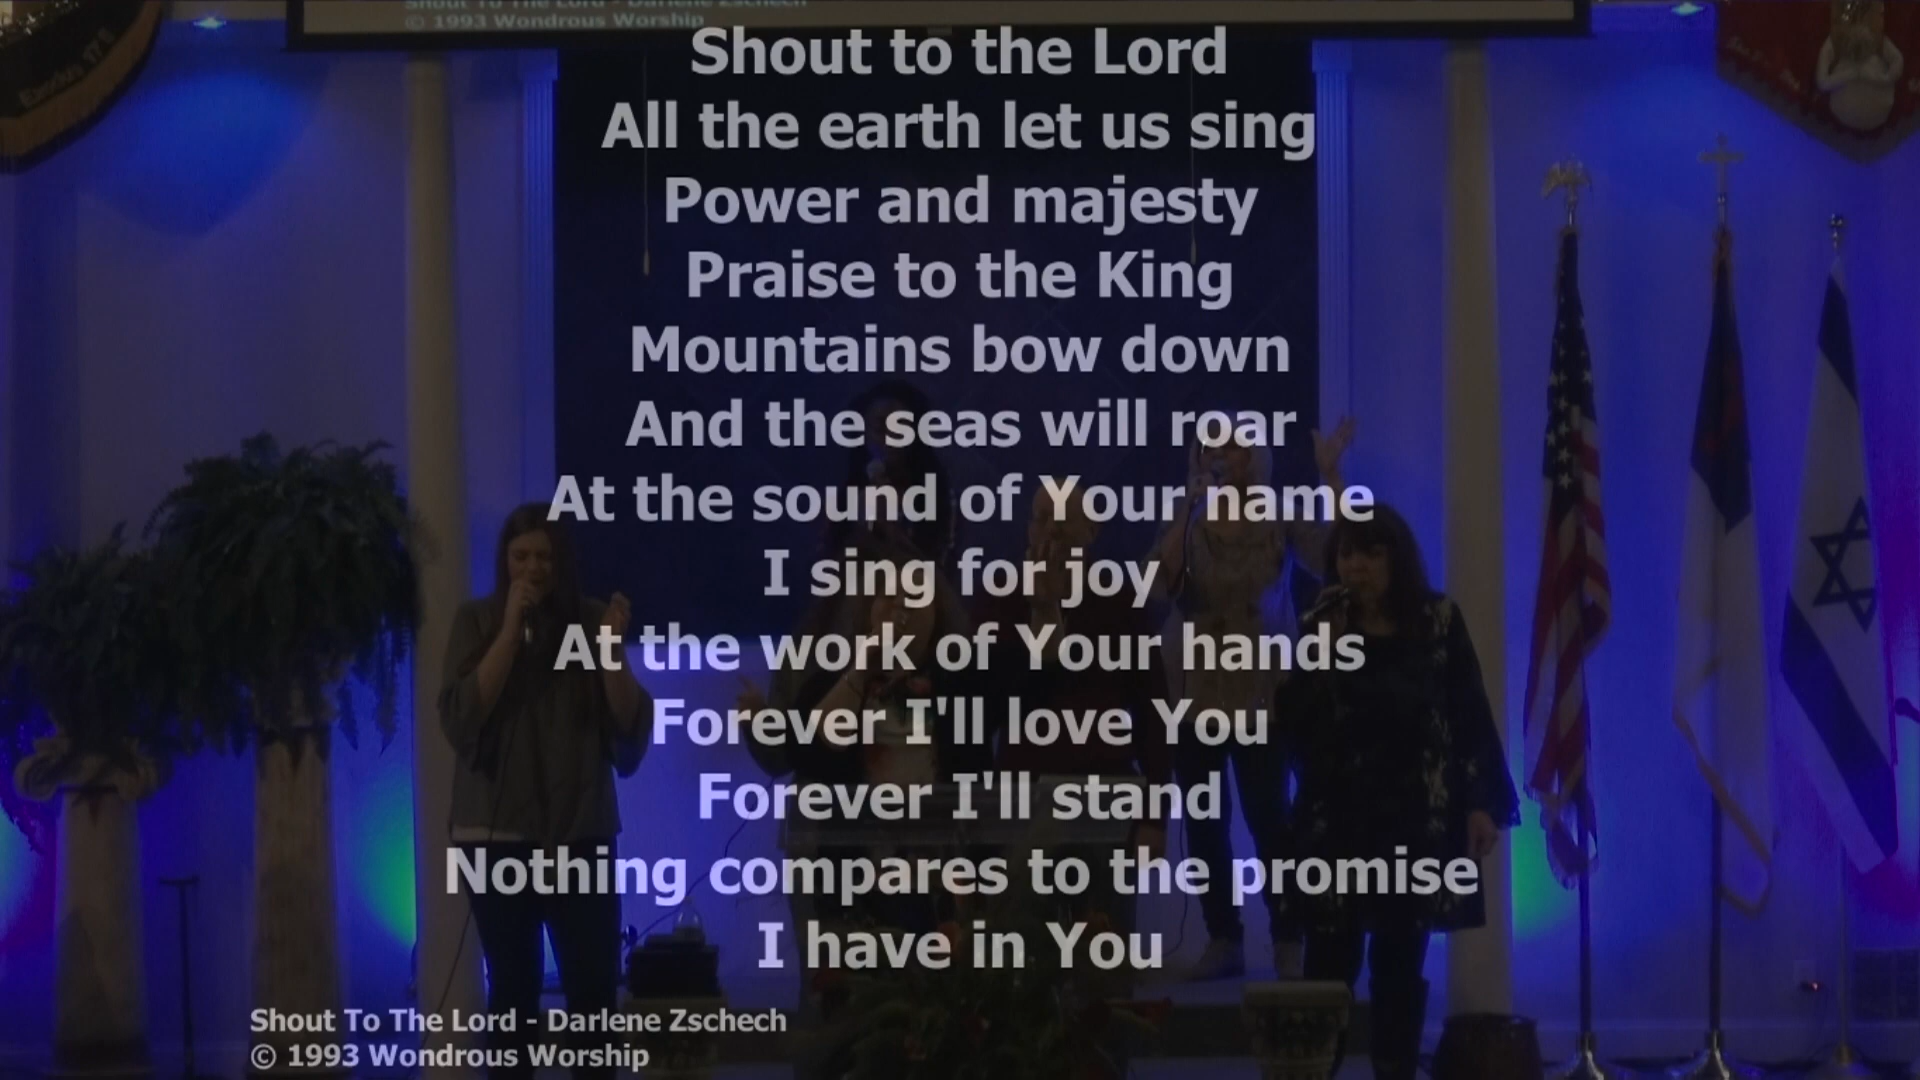 © 1993 Wondrous Worship
Shout to the Lord
All the earth let us sing
Power and majesty
Praise to the King
Mountains bow down
And the seas will roar
At the sound of Your name
I sing for joy
At the work of Your hands
Forever I'll love You
Forever I'll stand
Nothing compares to the promise
I have in You
Shout To The Lord - Darlene Zschech
© 1993 Wondrous Worship